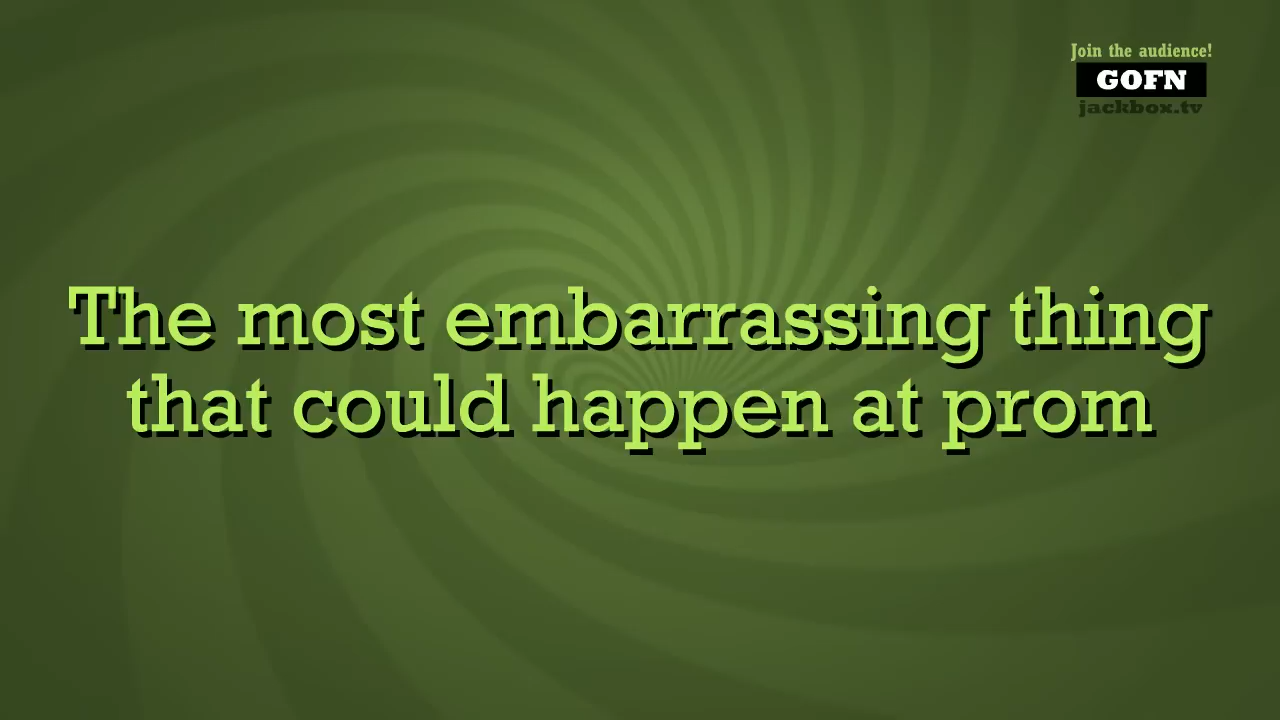 Join the audience!
GOFN
jackbox.tv
The most embarrassing thing
that could happen at prom